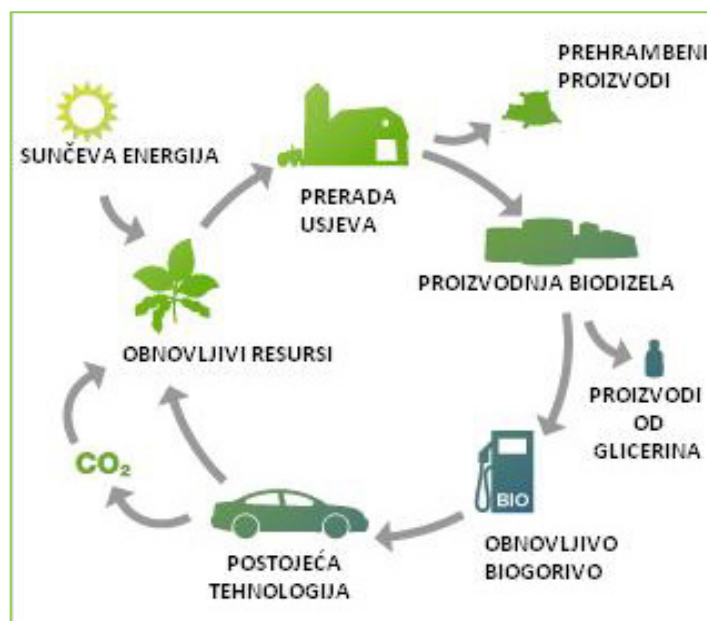 PREHRAMBENI
PROIZVODI
SUNČEVA ENERGIJA
PRERADA
USJEVA
PROIZVODNJA BIODIZELA
OBNOVLJIVI RESURSI
PROIZVODI
OD
GLICERINA
CO₂
BIO
OBNOVLJIVO
BIOGORIVO
POSTOJEĆA
TEHNOLOGIJA